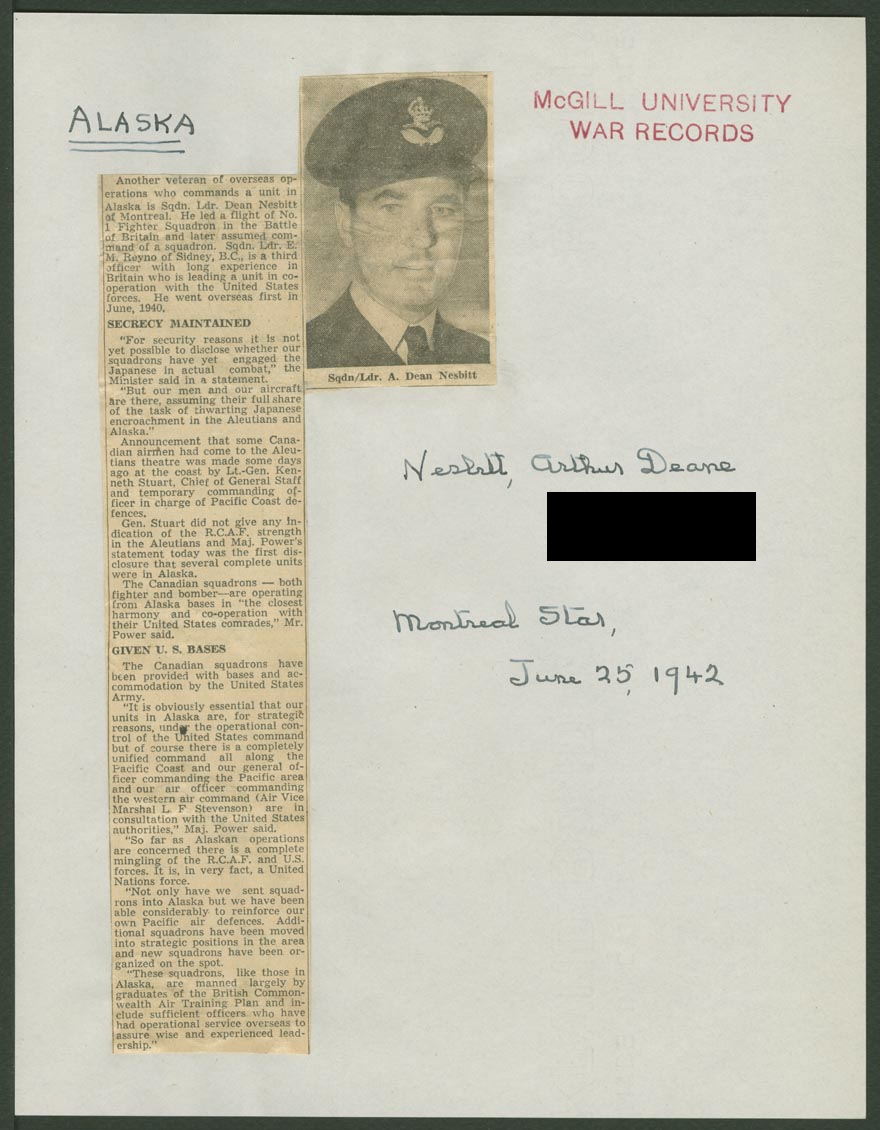 ALASKA
McGILL UNIVERSITY
WAR RECORDS
Another veteran of overseas op-
erations who commands a unit in
Alaska is Sqdn. Ldr. Dean Nesbitt
of Montreal. He led a flight of No.
1 Fighter Squadron in the Battle
of Britain and later assumed com-
mand of a squadron. Sqdn. Ldr. E.
M. Reyno of Sidney, B.C., is a third
officer with long experience in
Britain who is leading a unit in co-
operation with the United States
forces. He went overseas first in
June, 1940.
SECRECY MAINTAINED
"For security reasons it is not
yet possible to disclose whether our
squadrons have yet engaged the
Japanese in actual combat," the
Minister said in a statement.
"But our men and our aircraft
are there, assuming their full share
of the task of thwarting Japanese
encroachment in the Aleutians and
Alaska."
Announcement that some Cana-
dian airmen had come to the Aleu-
tians theatre was made some days
ago at the coast by Lt.-Gen. Ken-
neth Stuart, Chief of General Staff
and temporary commanding of-
ficer in charge of Pacific Coast de-
fences.
Gen. Stuart did not give any in-
dication of the R.C.A.F. strength
in the Aleutians and Maj. Power's
statement today was the first dis-
closure that several complete units
were in Alaska.
The Canadian squadrons — both
fighter and bomber—are operating
from Alaska bases in "the closest
harmony and co-operation with
their United States comrades," Mr.
Power said.
GIVEN U. S. BASES
The Canadian squadrons have
been provided with bases and ac-
commodation by the United States
Army.
"It is obviously essential that our
units in Alaska are, for strategic
reasons, under the operational con-
trol of the United States command
but of course there is a completely
unified command all along the
Pacific Coast and our general of-
ficer commanding the Pacific area
and our air officer commanding
the western air command (Air Vice
Marshal L. F Stevenson) are in
consultation with the United States
authorities," Maj. Power said.
"So far as Alaskan operations
are concerned there is a complete
mingling of the R.C.A.F. and U.S.
forces. It is, in very fact, a United
Nations force.
"Not only have we sent squad-
rons into Alaska but we have been
able considerably to reinforce our
own Pacific air defences. Addi-
tional squadrons have been moved
into strategic positions in the area
and new squadrons have been or-
ganized on the spot.
"These squadrons, like those in
Alaska, are manned largely by
graduates of the British Common-
wealth Air Training Plan and in-
clude sufficient officers who have
had operational service overseas to
assure wise and experienced lead-
ership."
Sqdn/Ldr. A. Dean Nesbitt
Nesbitt, Arthur Deane
Montreal Star,
June 25, 1942